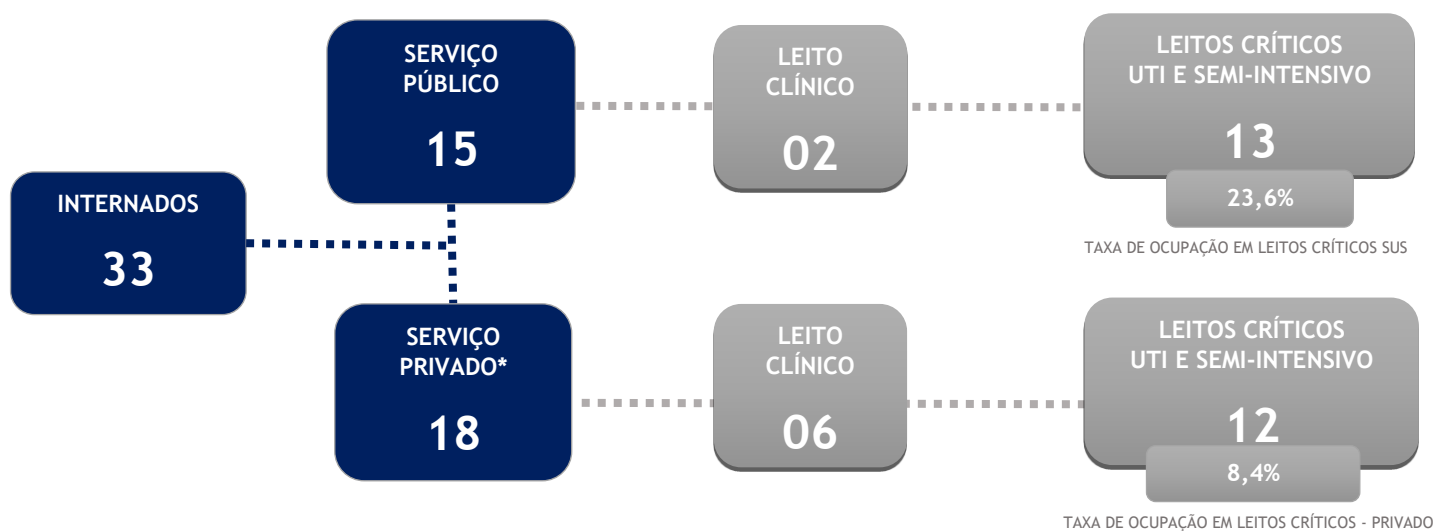 INTERNADOS
33
SERVIÇO
PÚBLICO
15
LEITO
CLÍNICO
02
LEITOS CRÍTICOS
UTI E SEMI-INTENSIVO
13
23,6%
TAXA DE OCUPAÇÃO EM LEITOS CRÍTICOS SUS
SERVIÇO
PRIVADO*
18
LEITO
CLÍNICO
06
LEITOS CRÍTICOS
UTI E SEMI-INTENSIVO
12
8,4%
TAXA DE OCUPAÇÃO EM LEITOS CRÍTICOS - PRIVADO